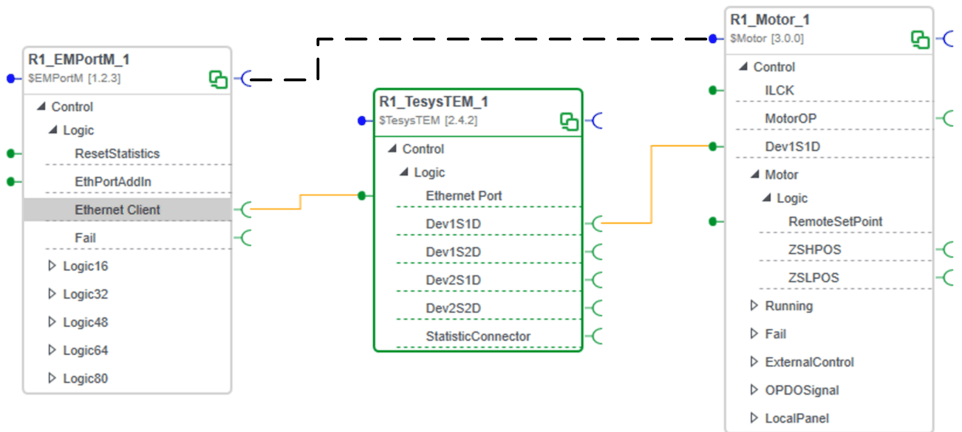 R1_EMPortM_1
$EMPortM [1.2.3]
Control
Logic
ResetStatistics
EthPortAddIn
Ethernet Client
Fail
Logic16
Logic32
Logic48
Logic64
Logic80
R1_TesysTEM_1
$TesysTEM [2.4.2]
Control
Logic
Ethernet Port
Dev1S1D
Dev1S2D
Dev2S1D
Dev2S2D
StatisticConnector
R1_Motor_1
$Motor [3.0.0]
Control
ILCK
MotorOP
Dev1S1D
Motor
Logic
RemoteSetPoint
ZSHPOS
ZSLPOS
Running
Fail
ExternalControl
OPDOSignal
LocalPanel